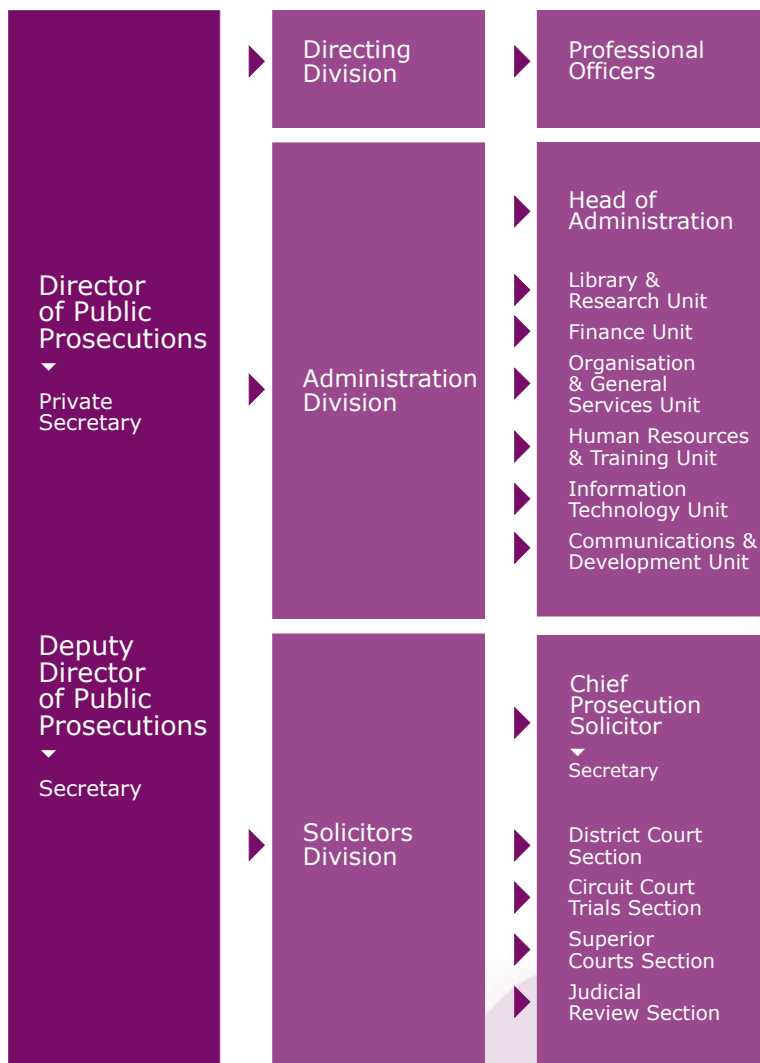 Director
of Public
Prosecutions
Private
Secretary
Deputy
Director
of Public
Prosecutions
Secretary
Directing
Division
Administration
Division
Solicitors
Division
Professional
Officers
Head of
Administration
Library &
Research Unit
Finance Unit
Organisation
& General
Services Unit
Human Resources
& Training Unit
Information
Technology Unit
Communications &
Development Unit
Chief
Prosecution
Solicitor
Secretary
District Court
Section
Circuit Court
Trials Section
Superior
Courts Section
Judicial
Review Section